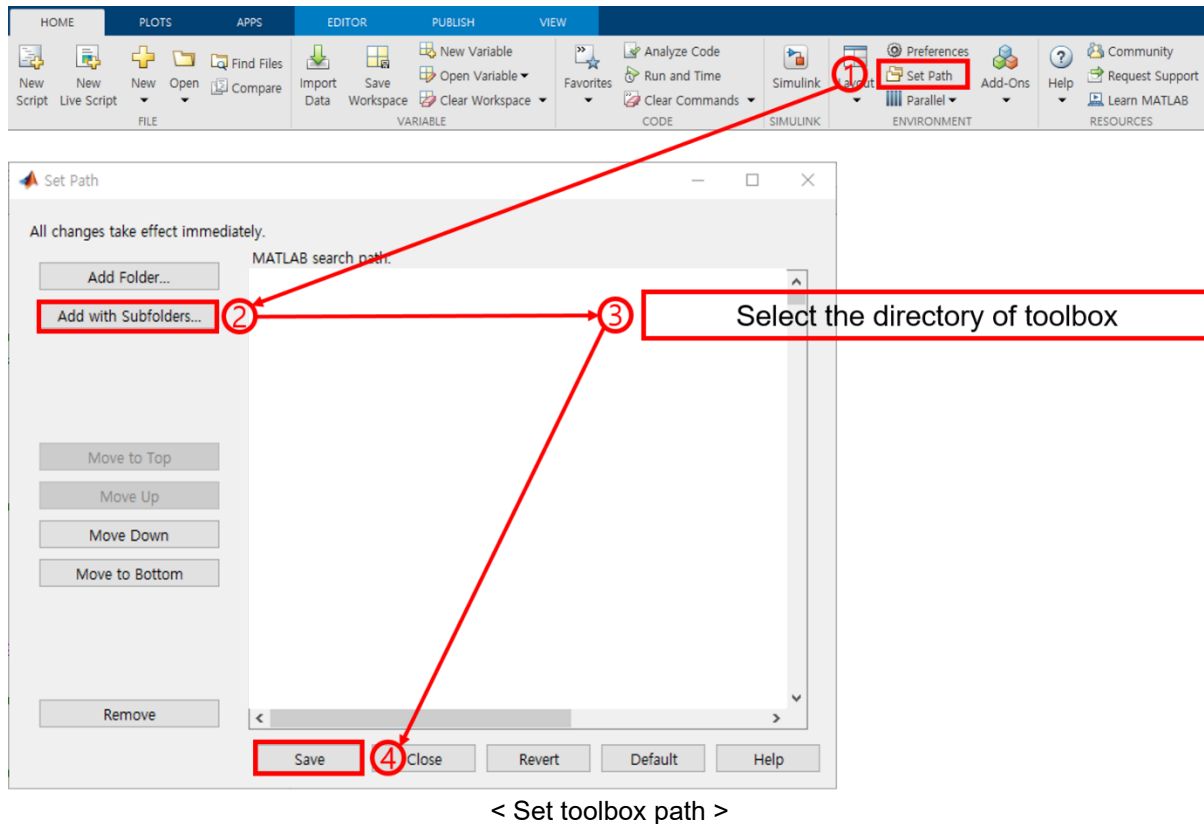 HOME PLOTS APPS EDITOR PUBLISH VIEW
New Script
New Live Script
New
Open
Find Files
Compare
FILE
Import Data
Save Workspace
New Variable
Open Variable
Clear Workspace
VARIABLE
Favorites
Analyze Code
Run and Time
Clear Commands
CODE
Simulink
SIMULINK
Layout
1
Preferences
Set Path
Parallel
Add-Ons
ENVIRONMENT
?
Help
Community
Request Support
Learn MATLAB
RESOURCES
Set Path
All changes take effect immediately.
MATLAB search path:
Add Folder...
Add with Subfolders...
2
3
Select the directory of toolbox
Move to Top
Move Up
Move Down
Move to Bottom
Remove
Save
4
Close
Revert
Default
Help
< Set toolbox path >